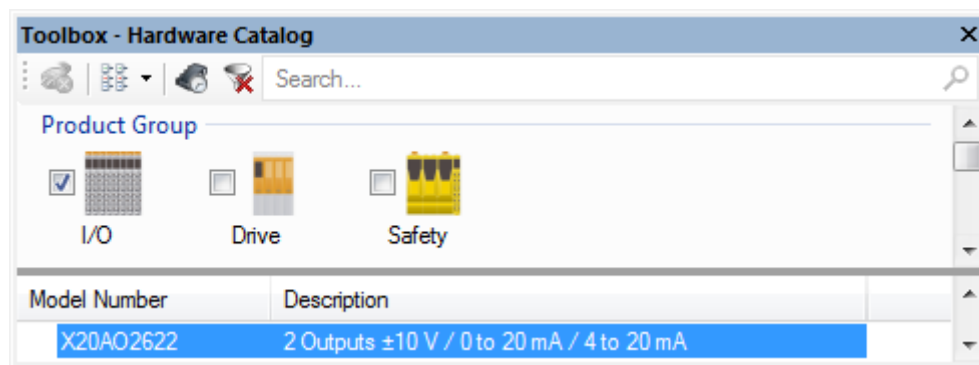 Toolbox - Hardware Catalog
Search...
Product Group
I/O Drive Safety
Model Number Description
X20AO2622 2 Outputs ±10 V / 0 to 20 mA / 4 to 20 mA